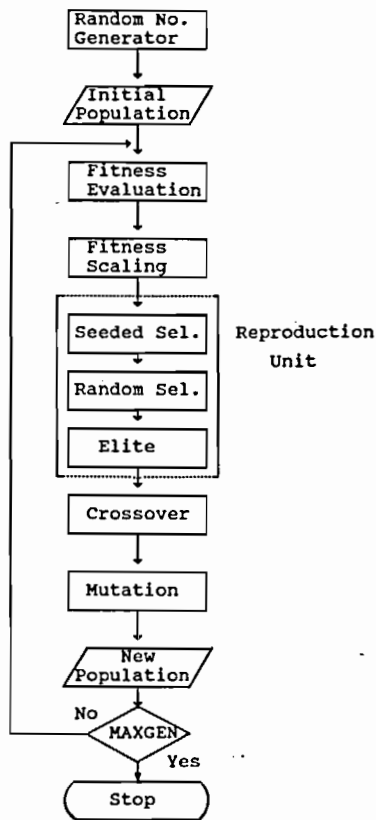 Random No.
Generator
Initial
Population
Fitness
Evaluation
Fitness
Scaling
Seeded Sel.
Reproduction
Unit
Random Sel.
Elite
Crossover
Mutation
New
Population
No
MAXGEN
Yes
Stop